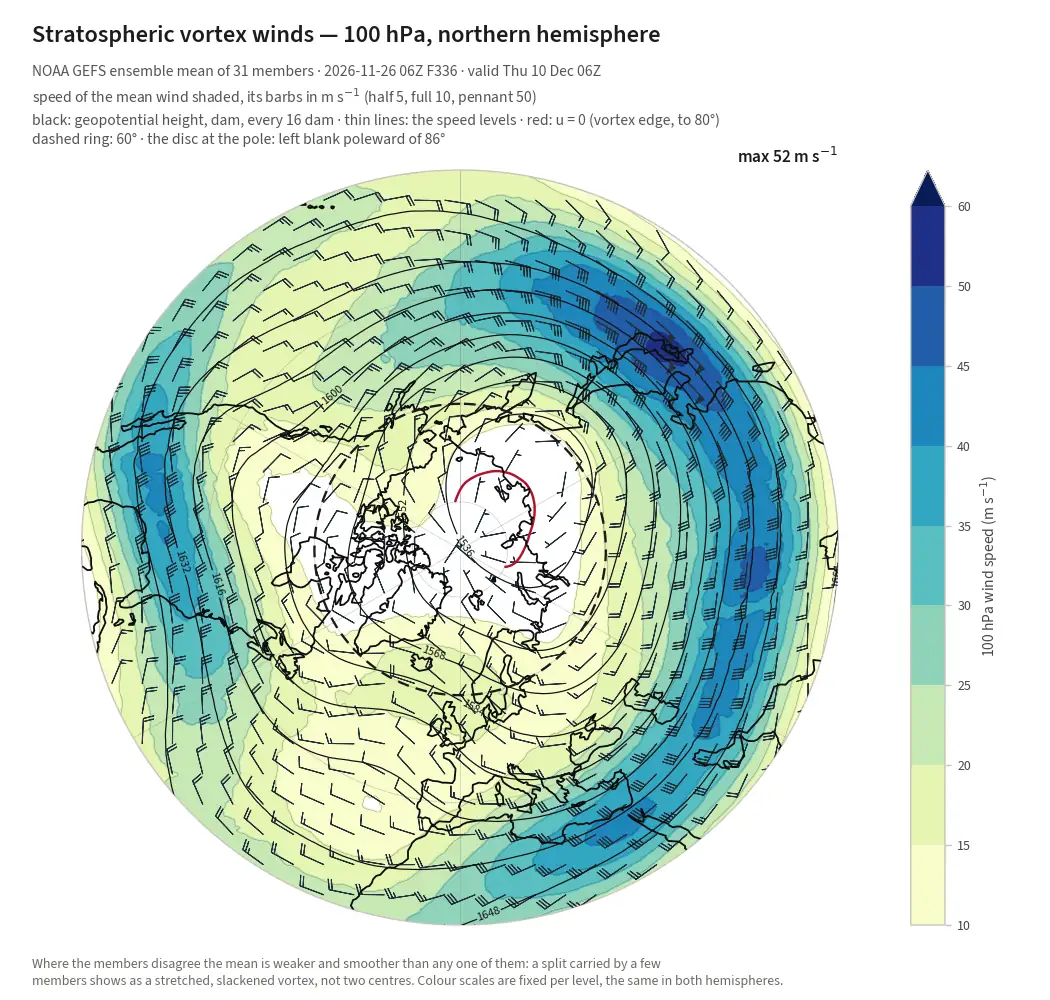 Stratospheric vortex winds — 100 hPa, northern hemisphere
NOAA GEFS ensemble mean of 31 members · 2026-11-26 06Z F336 · valid Thu 10 Dec 06Z
speed of the mean wind shaded, its barbs in m s⁻¹ (half 5, full 10, pennant 50)
black: geopotential height, dam, every 16 dam · thin lines: the speed levels · red: u = 0 (vortex edge, to 80°)
dashed ring: 60° · the disc at the pole: left blank poleward of 86°
max 52 m s⁻¹
60
50
45
40
35
30
25
20
15
10
100 hPa wind speed (m s⁻¹)
1600
1536
1632
1616
1568
1648
Where the members disagree the mean is weaker and smoother than any one of them: a split carried by a few
members shows as a stretched, slackened vortex, not two centres. Colour scales are fixed per level, the same in both hemispheres.